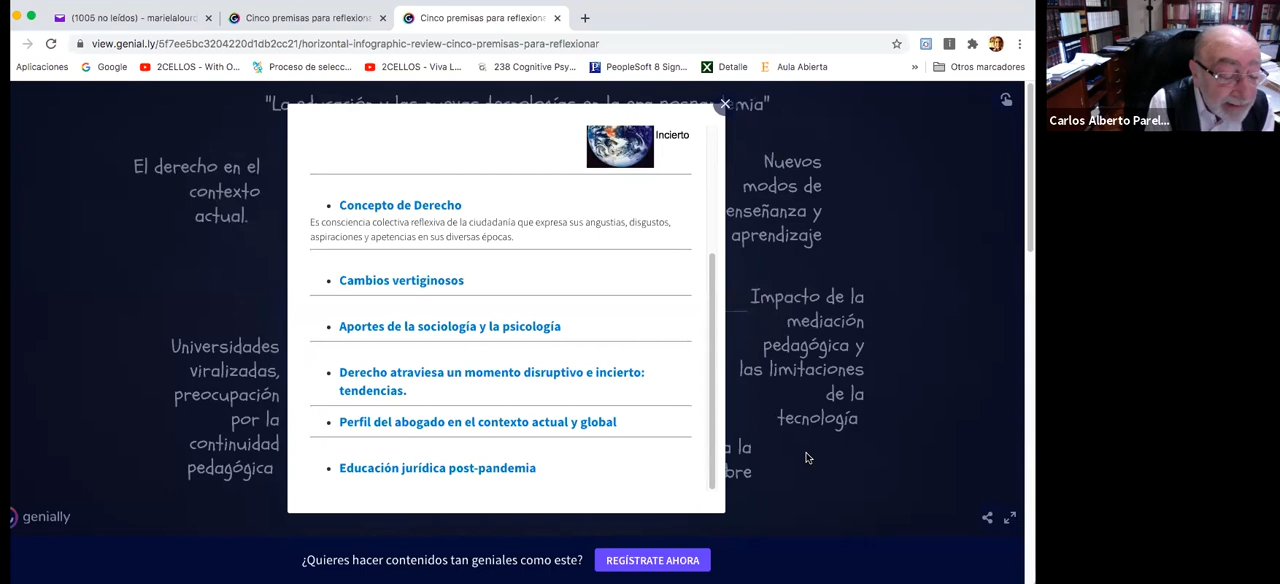 (1005 no leídos) - marielalourd
Cinco premisas para reflexiona
Cinco premisas para reflexiona
view.genial.ly/5f7ee5bc3204220d1db2cc21/horizontal-infographic-review-cinco-premisas-para-reflexionar
Aplicaciones
Google
2CELLOS - With O...
Proceso de selecc...
2CELLOS - Viva L...
238 Cognitive Psy...
PeopleSoft 8 Sign...
Detalle
Aula Abierta
»
Otros marcadores
"La educación y las nuevas tecnologías en la era pospandemia"
El derecho en el
contexto
actual.
Universidades
viralizadas,
preocupación
por la
continuidad
pedagógica
Incierto
• Concepto de Derecho
Es consciencia colectiva reflexiva de la ciudadanía que expresa sus angustias, disgustos,
aspiraciones y apetencias en sus diversas épocas.
• Cambios vertiginosos
• Aportes de la sociología y la psicología
• Derecho atraviesa un momento disruptivo e incierto:
tendencias.
• Perfil del abogado en el contexto actual y global
• Educación jurídica post-pandemia
Nuevos
modos de
enseñanza y
aprendizaje
Impacto de la
mediación
pedagógica y
las limitaciones
de la
tecnología
a la
bre
genially
¿Quieres hacer contenidos tan geniales como este?
REGÍSTRATE AHORA
Carlos Alberto Parel...